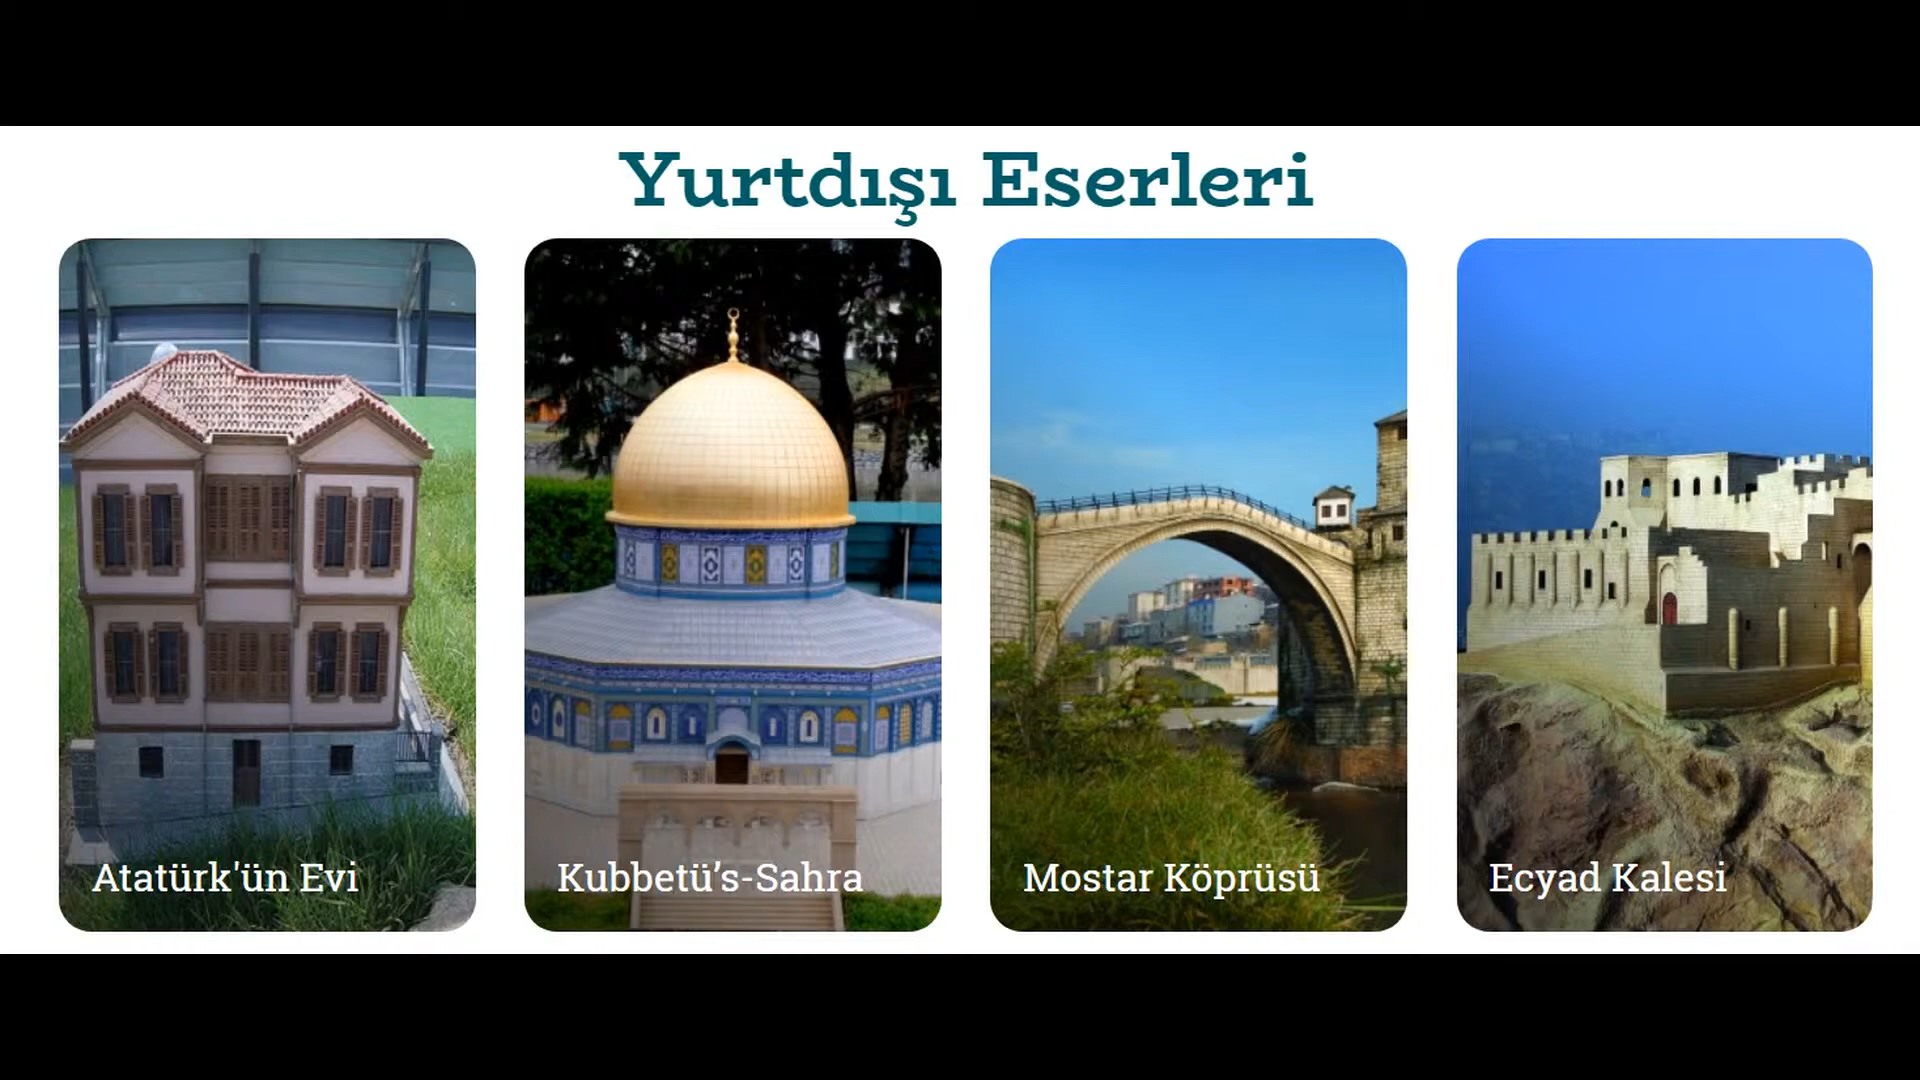 Yurtdışı Eserleri
Atatürk'ün Evi
Kubbetü’s-Sahra
Mostar Köprüsü
Ecyad Kalesi